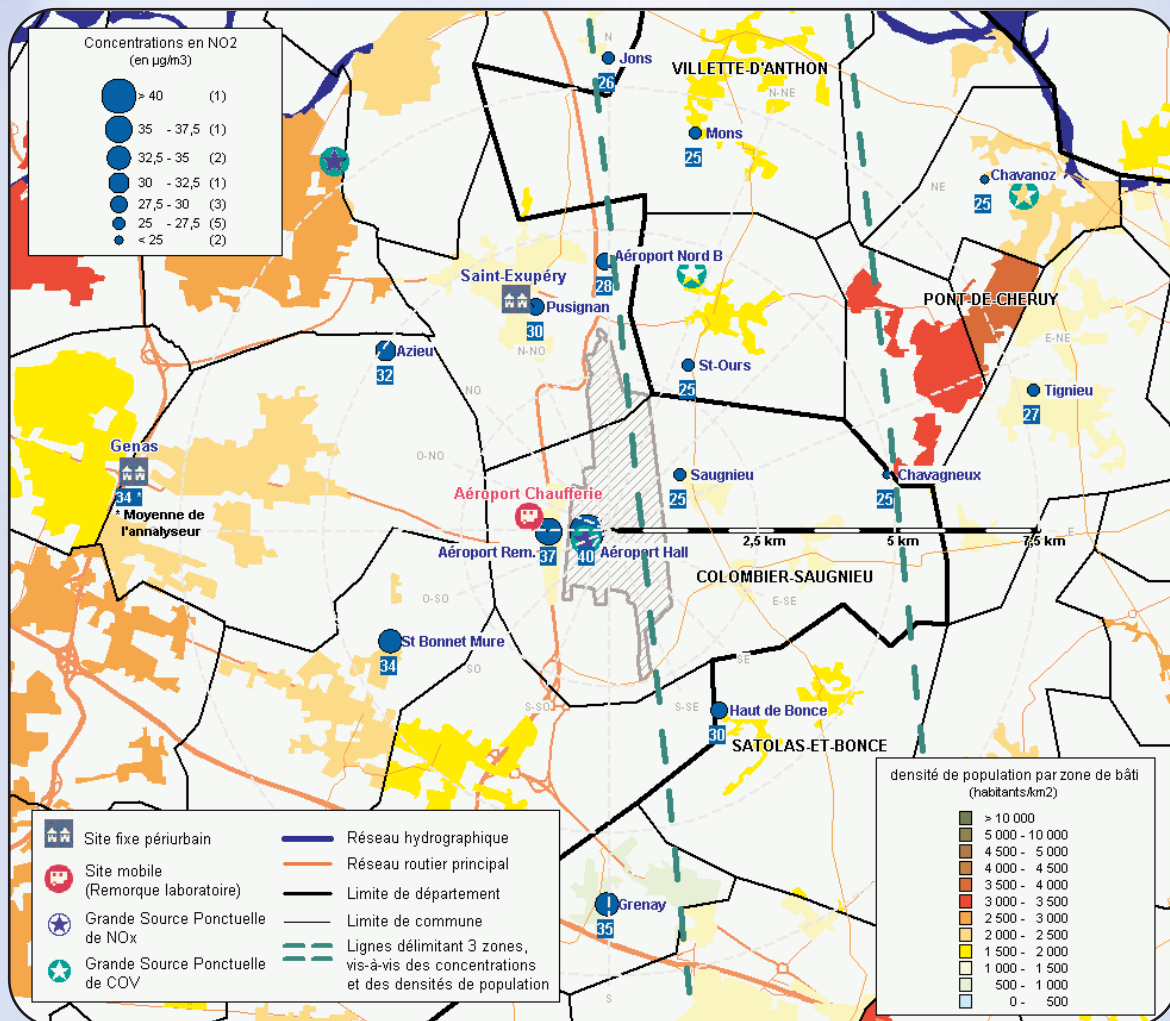 Concentrations en NO2
(en µg/m3)
> 40 (1)
35 - 37,5 (1)
32,5 - 35 (2)
30 - 32,5 (1)
27,5 - 30 (3)
25 - 27,5 (5)
< 25 (2)
N
Jons
26
VILLETTE-D'ANTHON
N-NE
Mons
25
NE
Chavanoz
25
Aéroport Nord B
28
Saint-Exupéry
Pusignan
30
N-NO
PONT-DE-CHERUY
E-NE
Azieu
32
St-Ours
25
Tignieu
27
NO
O-NO
Genas
34 *
* Moyenne de
l'annalyseur
Saugnieu
25
Chavagneux
25
Aéroport Chaufferie
Aéroport Rem.
37
40
Aéroport Hall
2,5 km
5 km
7,5 km
E
COLOMBIER-SAUGNIEU
O-SO
E-SE
St Bonnet Mure
34
SO
SE
S-SO
S-SE
Haut de Bonce
30
SATOLAS-ET-BONCE
Grenay
35
S
Site fixe périurbain
Site mobile
(Remorque laboratoire)
Grande Source Ponctuelle
de NOx
Grande Source Ponctuelle
de COV
Réseau hydrographique
Réseau routier principal
Limite de département
Limite de commune
Lignes délimitant 3 zones,
vis-à-vis des concentrations
et des densités de population
densité de population par zone de bâti
(habitants/km2)
> 10 000
5 000 - 10 000
4 500 - 5 000
4 000 - 4 500
3 500 - 4 000
3 000 - 3 500
2 500 - 3 000
2 000 - 2 500
1 500 - 2 000
1 000 - 1 500
500 - 1 000
0 - 500